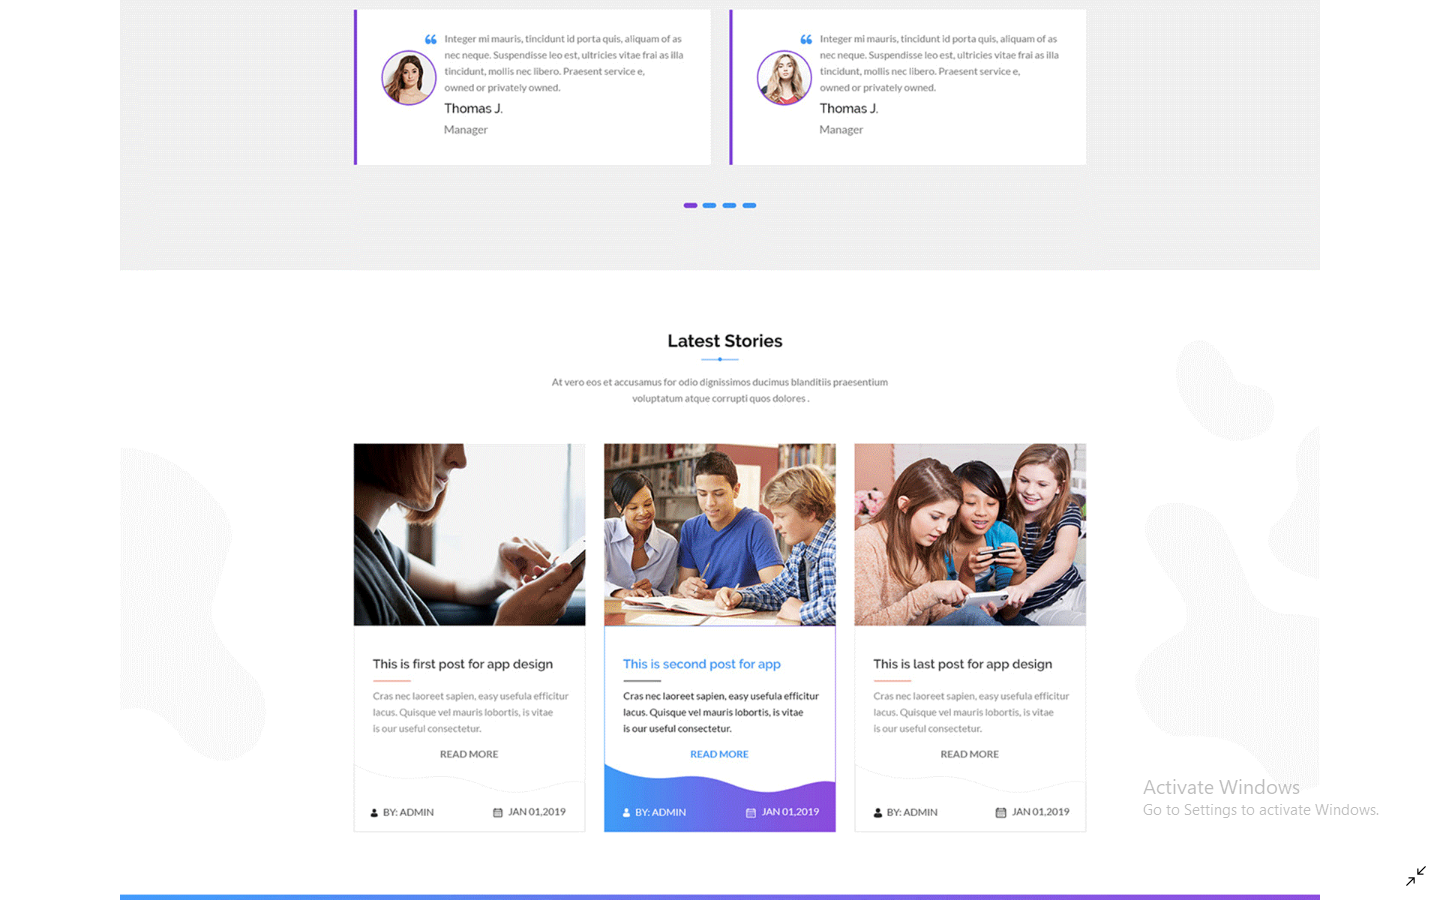 Integer mi mauris, tincidunt id porta quis, aliquam of as
nec neque. Suspendisse leo est, ultricies vitae frai as illa
tincidunt, mollis nec libero. Praesent service e,
owned or privately owned.
Thomas J.
Manager
Integer mi mauris, tincidunt id porta quis, aliquam of as
nec neque. Suspendisse leo est, ultricies vitae frai as illa
tincidunt, mollis nec libero. Praesent service e,
owned or privately owned.
Thomas J.
Manager
Latest Stories
At vero eos et accusamus for odio dignissimos ducimus blanditiis praesentium
voluptatum atque corrupti quos dolores .
This is first post for app design
Cras nec laoreet sapien, easy usefula efficitur
lacus. Quisque vel mauris lobortis, is vitae
is our useful consectetur.
READ MORE
BY: ADMIN
JAN 01,2019
This is second post for app
Cras nec laoreet sapien, easy usefula efficitur
lacus. Quisque vel mauris lobortis, is vitae
is our useful consectetur.
READ MORE
BY: ADMIN
JAN 01,2019
This is last post for app design
Cras nec laoreet sapien, easy usefula efficitur
lacus. Quisque vel mauris lobortis, is vitae
is our useful consectetur.
READ MORE
BY: ADMIN
JAN 01,2019
Activate Windows
Go to Settings to activate Windows.